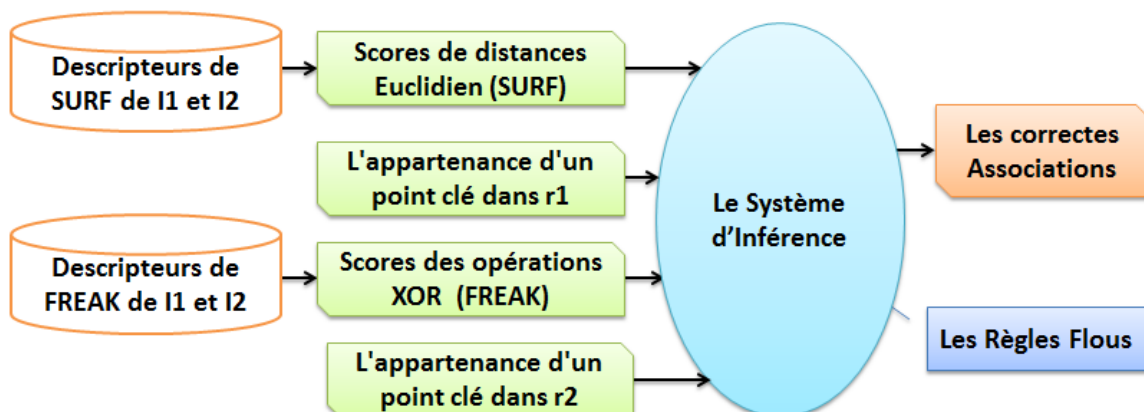 Descripteurs de
SURF de I1 et I2
Scores de distances
Euclidien (SURF)
L'appartenance d'un
point clé dans r1
Descripteurs de
FREAK de I1 et I2
Scores des opérations
XOR (FREAK)
L'appartenance d'un
point clé dans r2
Le Système
d’Inférence
Les correctes
Associations
Les Règles Flous